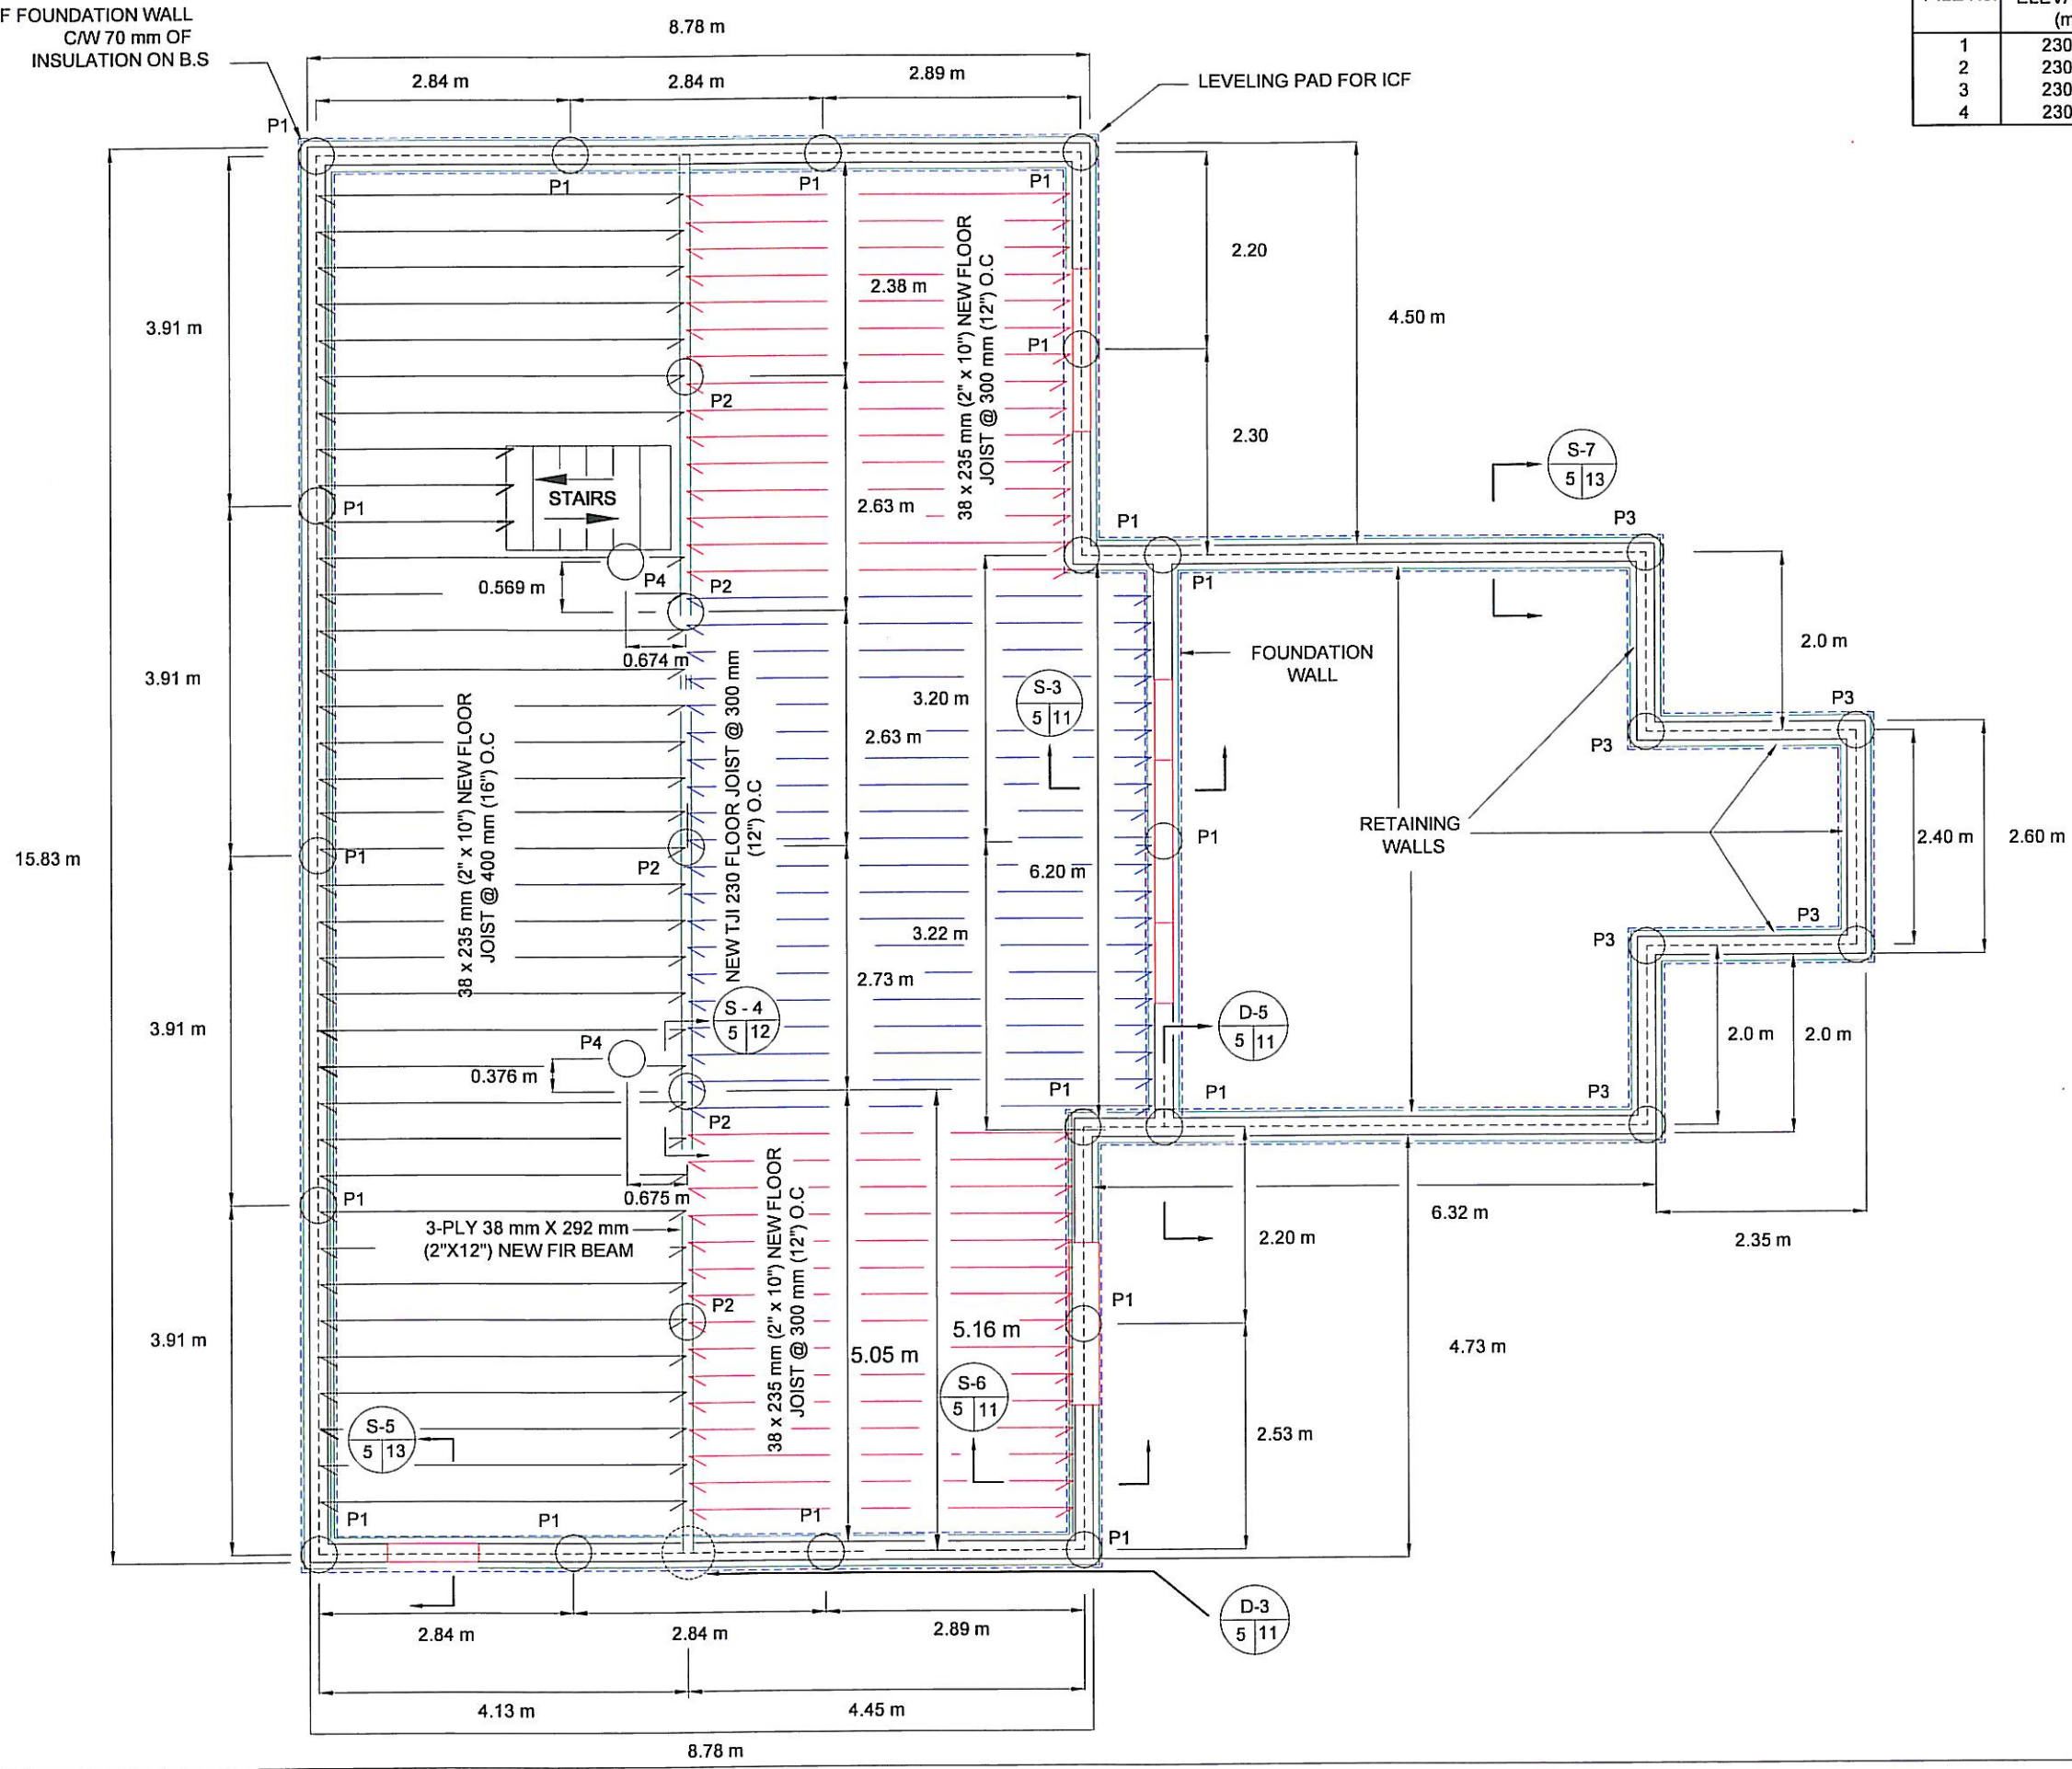 F FOUNDATION WALL
C/W 70 mm OF
INSULATION ON B.S
8.78 m
2.84 m
2.84 m
2.89 m
LEVELING PAD FOR ICF
(m
1 230
2 230
3 230
4 230
P1
P1
P1
P1
2.20
2.38 m
38 x 235 mm (2" x 10") NEW FLOOR
JOIST @ 300 mm (12") O.C
4.50 m
3.91 m
P1
P2
2.30
S-7
5 13
STAIRS
P1
2.63 m
P1
P3
P4
0.569 m
P2
P1
0.674 m
FOUNDATION
WALL
2.0 m
3.91 m
38 x 235 mm (2" x 10") NEW FLOOR
JOIST @ 400 mm (16") O.C
NEW TJI 230 FLOOR JOIST @ 300 mm
(12") O.C
3.20 m
S-3
5 11
P3
2.63 m
P3
RETAINING
WALLS
2.40 m
2.60 m
15.83 m
P1
P2
P1
6.20 m
3.22 m
P3
P3
2.73 m
S - 4
5 12
D-5
5 11
3.91 m
P4
0.376 m
2.0 m
2.0 m
P1
P1
P3
P2
P1
0.675 m
3-PLY 38 mm X 292 mm
(2"X12") NEW FIR BEAM
38 x 235 mm (2" x 10") NEW FLOOR
JOIST @ 300 mm (12") O.C
6.32 m
2.20 m
2.35 m
P2
P1
5.16 m
5.05 m
3.91 m
4.73 m
S-6
5 11
S-5
5 13
2.53 m
P1
P1
P1
P1
D-3
5 11
2.84 m
2.84 m
2.89 m
4.13 m
4.45 m
8.78 m